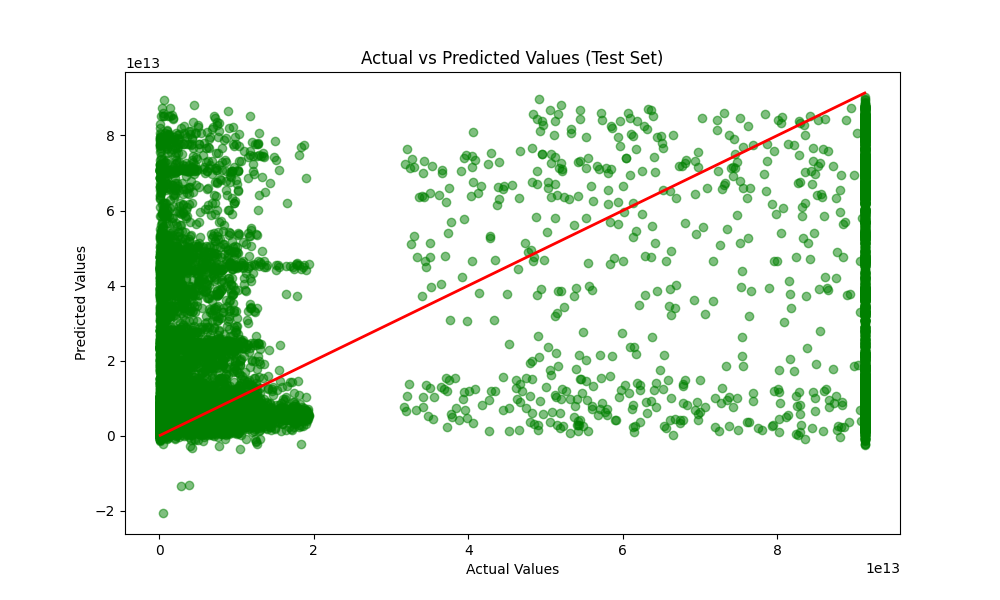 Actual vs Predicted Values (Test Set)
1e13
8
6
4
2
0
−2
Predicted Values
0 2 4 6 8
1e13
Actual Values